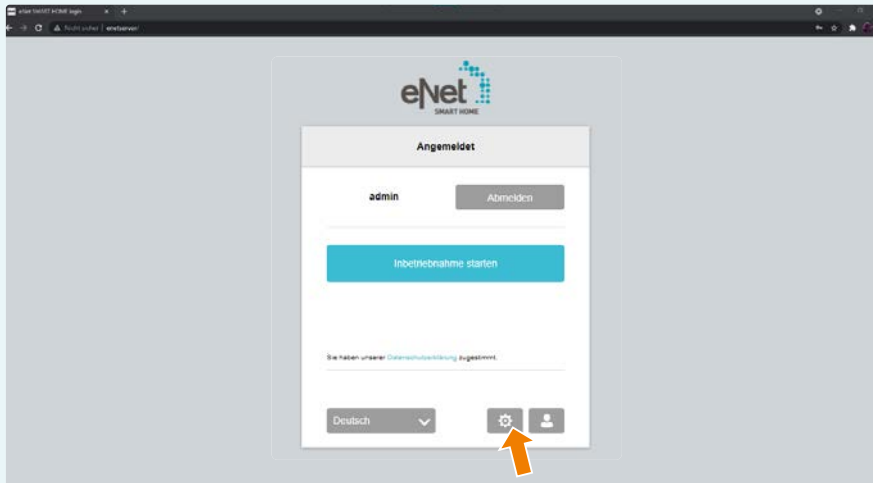 eNet SMART HOME login
Nicht sicher | enetserver/
eNet
SMART HOME
Angemeldet
admin
Abmelden
Inbetriebnahme starten
Sie haben unserer Datenschutzerklärung zugestimmt.
Deutsch